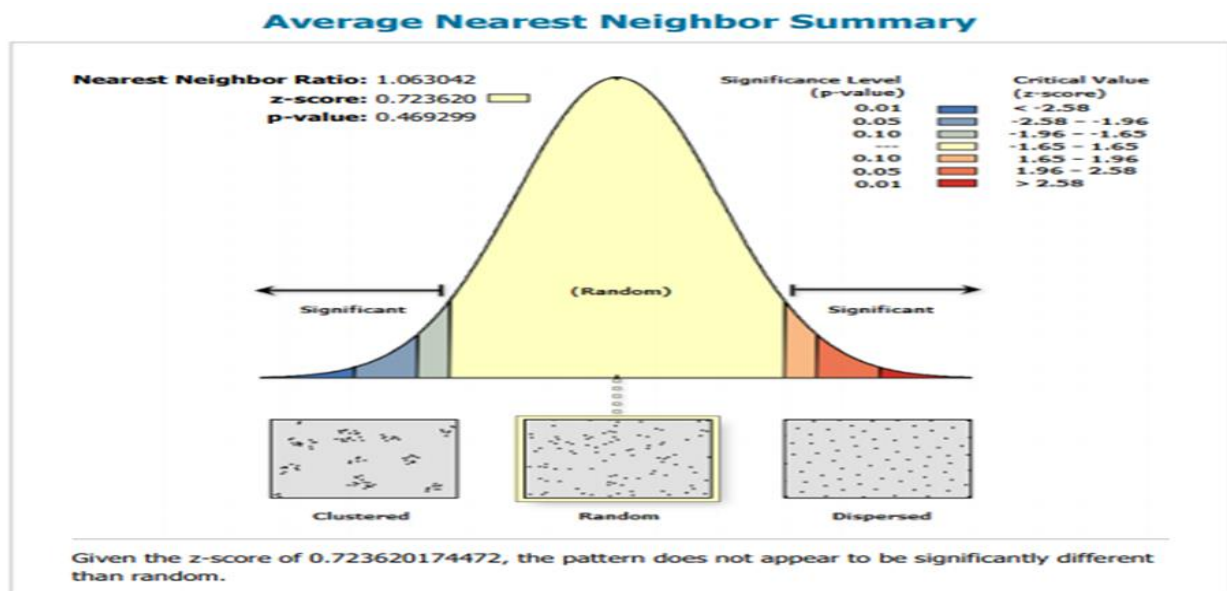 Average Nearest Neighbor Summary
Nearest Neighbor Ratio: 1.063042
z-score: 0.723620
p-value: 0.469299
Significance Level
(p-value)
Critical Value
(z-score)
0.01 < -2.58
0.05 -2.58 - -1.96
0.10 -1.96 - -1.65
--- -1.65 - 1.65
0.10 1.65 - 1.96
0.05 1.96 - 2.58
0.01 > 2.58
Significant
(Random)
Significant
Clustered
Random
Dispersed
Given the z-score of 0.723620174472, the pattern does not appear to be significantly different
than random.